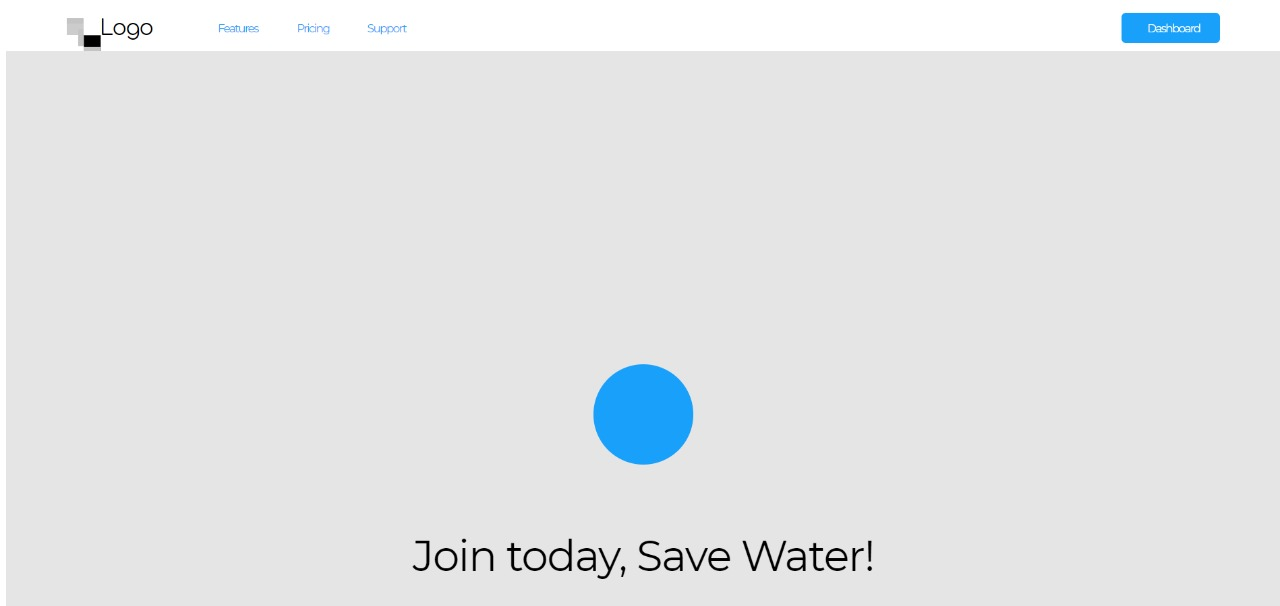 Logo
Features
Pricing
Support
Dashboard
Join today, Save Water!